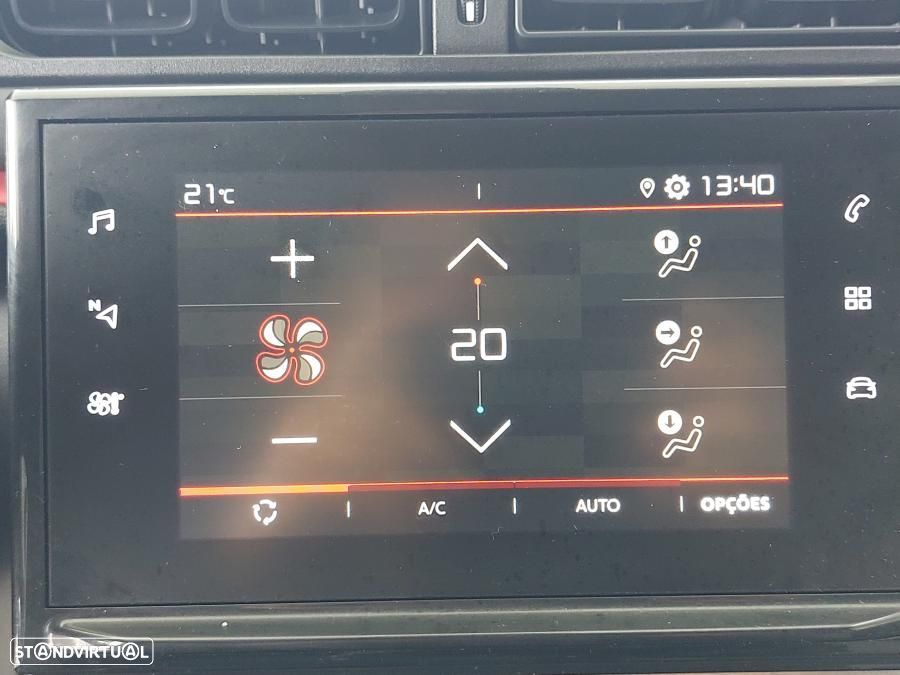 21°C
13:40
N
20
A/C
AUTO
OPÇÕES
STANDVIRTUAL